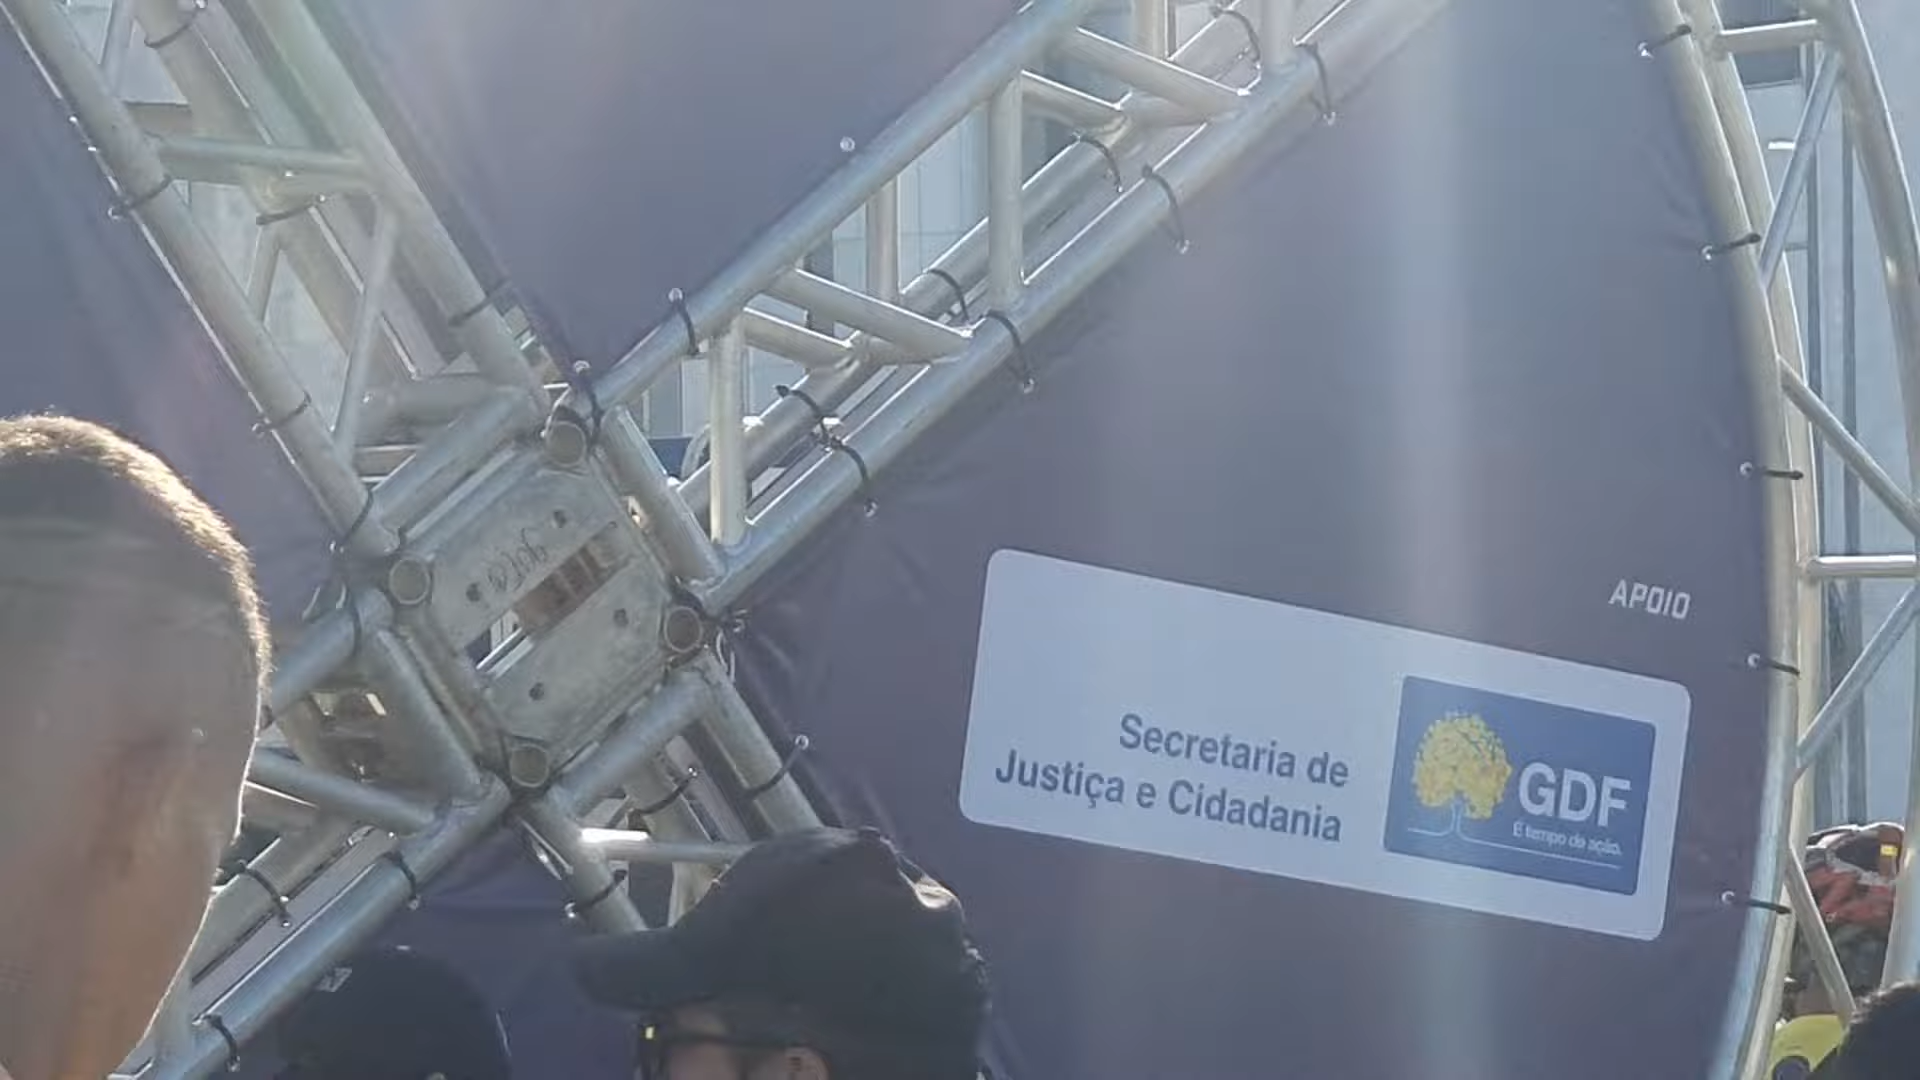 APOIO
Secretaria de
Justiça e Cidadania
GDF
É tempo de ação.